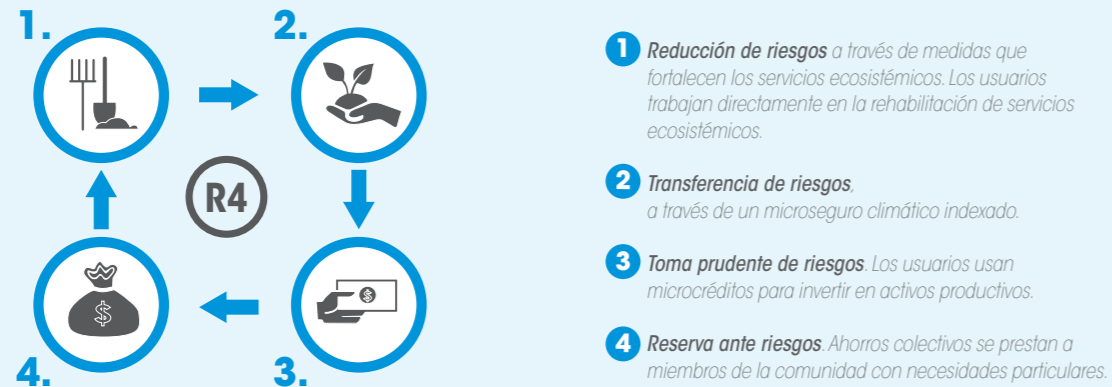 1.
2.
R4
4.
3.
$
$
1 Reducción de riesgos a través de medidas que
fortalecen los servicios ecosistémicos. Los usuarios
trabajan directamente en la rehabilitación de servicios
ecosistémicos.
2 Transferencia de riesgos,
a través de un microseguro climático indexado.
3 Toma prudente de riesgos. Los usuarios usan
microcréditos para invertir en activos productivos.
4 Reserva ante riesgos. Ahorros colectivos se prestan a
miembros de la comunidad con necesidades particulares.